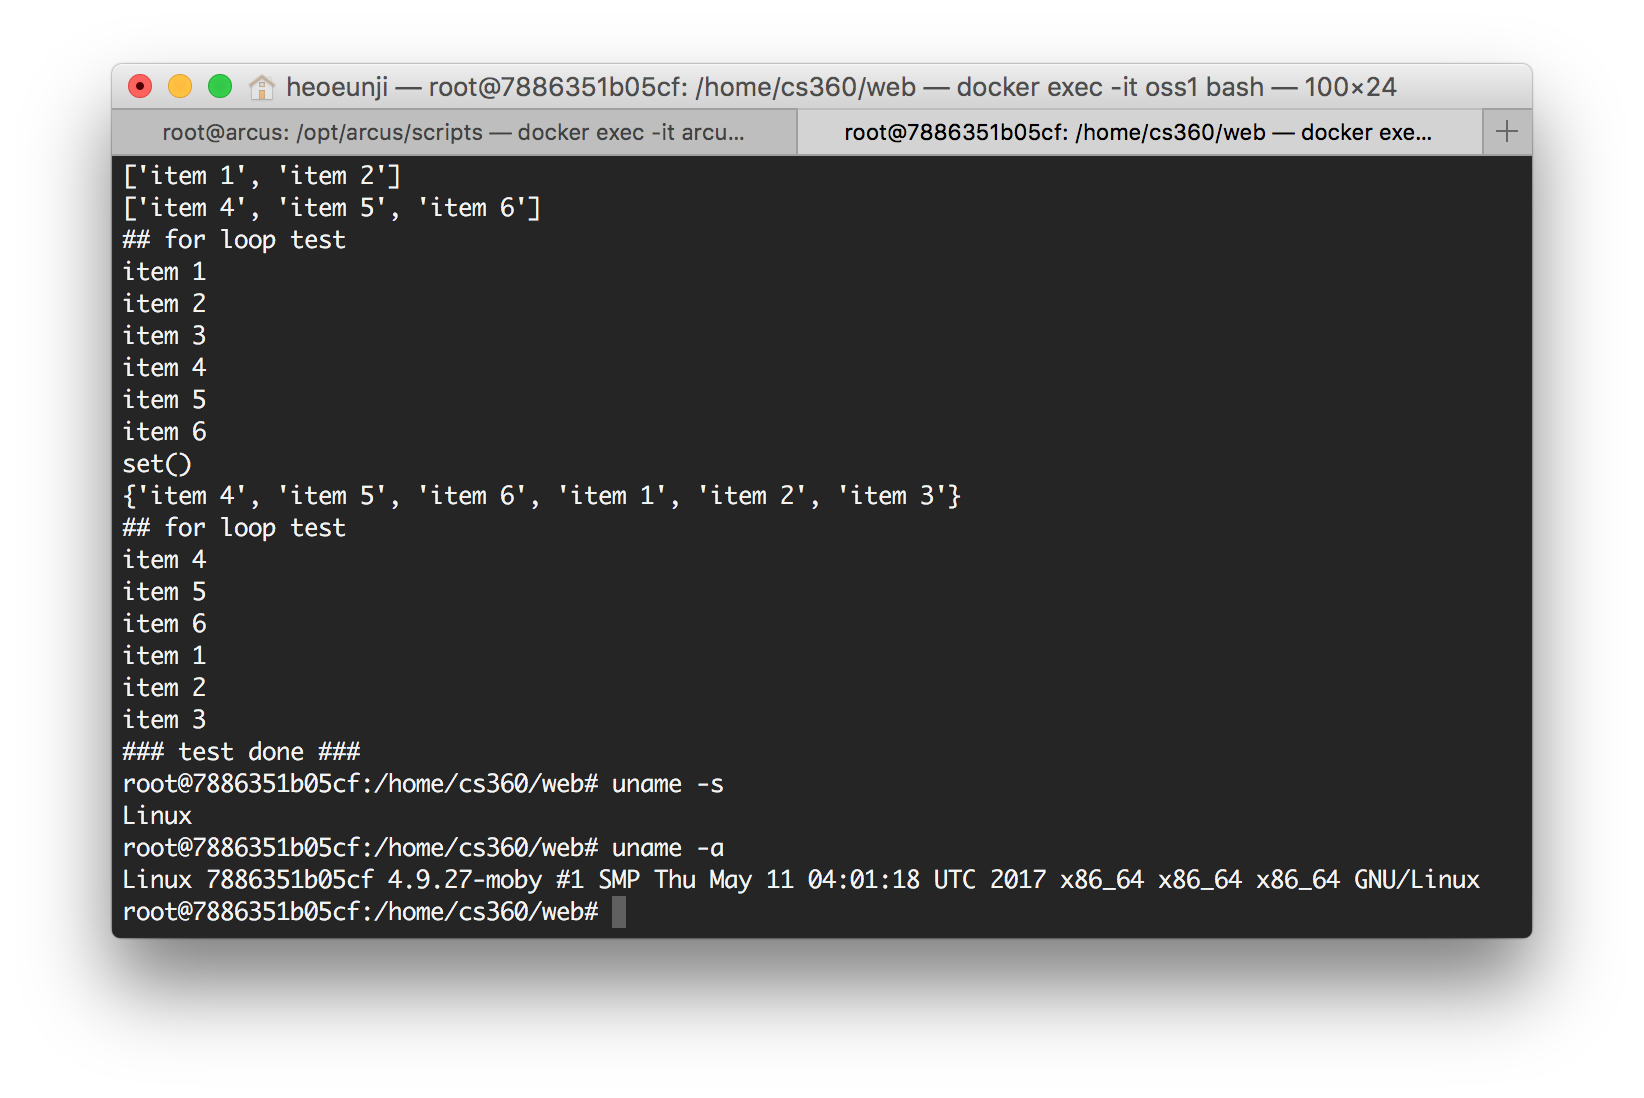 heoeunji — root@7886351b05cf: /home/cs360/web — docker exec -it oss1 bash — 100×24
root@arcus: /opt/arcus/scripts — docker exec -it arcu...
root@7886351b05cf: /home/cs360/web — docker exe...
['item 1', 'item 2']
['item 4', 'item 5', 'item 6']
## for loop test
item 1
item 2
item 3
item 4
item 5
item 6
set()
{'item 4', 'item 5', 'item 6', 'item 1', 'item 2', 'item 3'}
## for loop test
item 4
item 5
item 6
item 1
item 2
item 3
### test done ###
root@7886351b05cf:/home/cs360/web# uname -s
Linux
root@7886351b05cf:/home/cs360/web# uname -a
Linux 7886351b05cf 4.9.27-moby #1 SMP Thu May 11 04:01:18 UTC 2017 x86_64 x86_64 x86_64 GNU/Linux
root@7886351b05cf:/home/cs360/web#